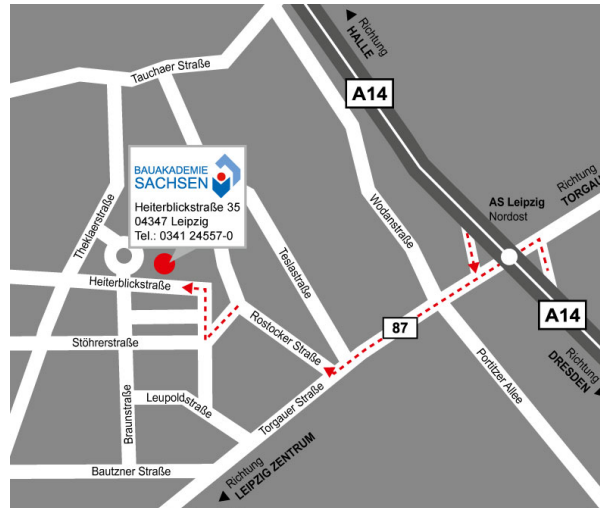 Richtung
HALLE
Tauchaer Straße
A14
BAUAKADEMIE
SACHSEN
Heiterblickstraße 35
04347 Leipzig
Tel.: 0341 24557-0
Richtung
TORGAU
AS Leipzig
Nordost
Wodanstraße
Theklaerstraße
Teslastraße
Heiterblickstraße
A14
Rostocker Straße
87
Stöhrerstraße
Richtung
DRESDEN
Portitzer Allee
Leupoldstraße
Braunstraße
Torgauer Straße
Bautzner Straße
Richtung
LEIPZIG ZENTRUM